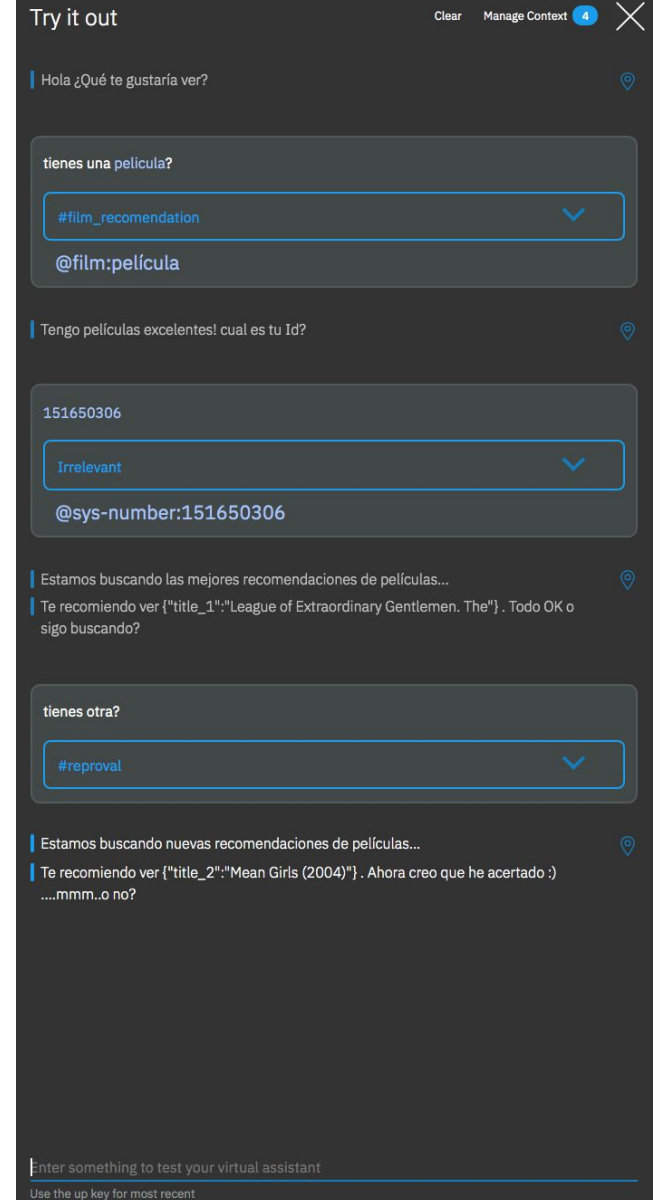 Try it out
Clear
Manage Context 4
Hola ¿Qué te gustaría ver?
tienes una pelicula?
#film_recomendation
@film:película
Tengo películas excelentes! cual es tu Id?
151650306
Irrelevant
@sys-number:151650306
Estamos buscando las mejores recomendaciones de películas...
Te recomiendo ver {"title_1":"League of Extraordinary Gentlemen. The"} . Todo OK o
sigo buscando?
tienes otra?
#reproval
Estamos buscando nuevas recomendaciones de películas...
Te recomiendo ver {"title_2":"Mean Girls (2004)"} . Ahora creo que he acertado :)
....mmm..o no?
Enter something to test your virtual assistant
Use the up key for most recent